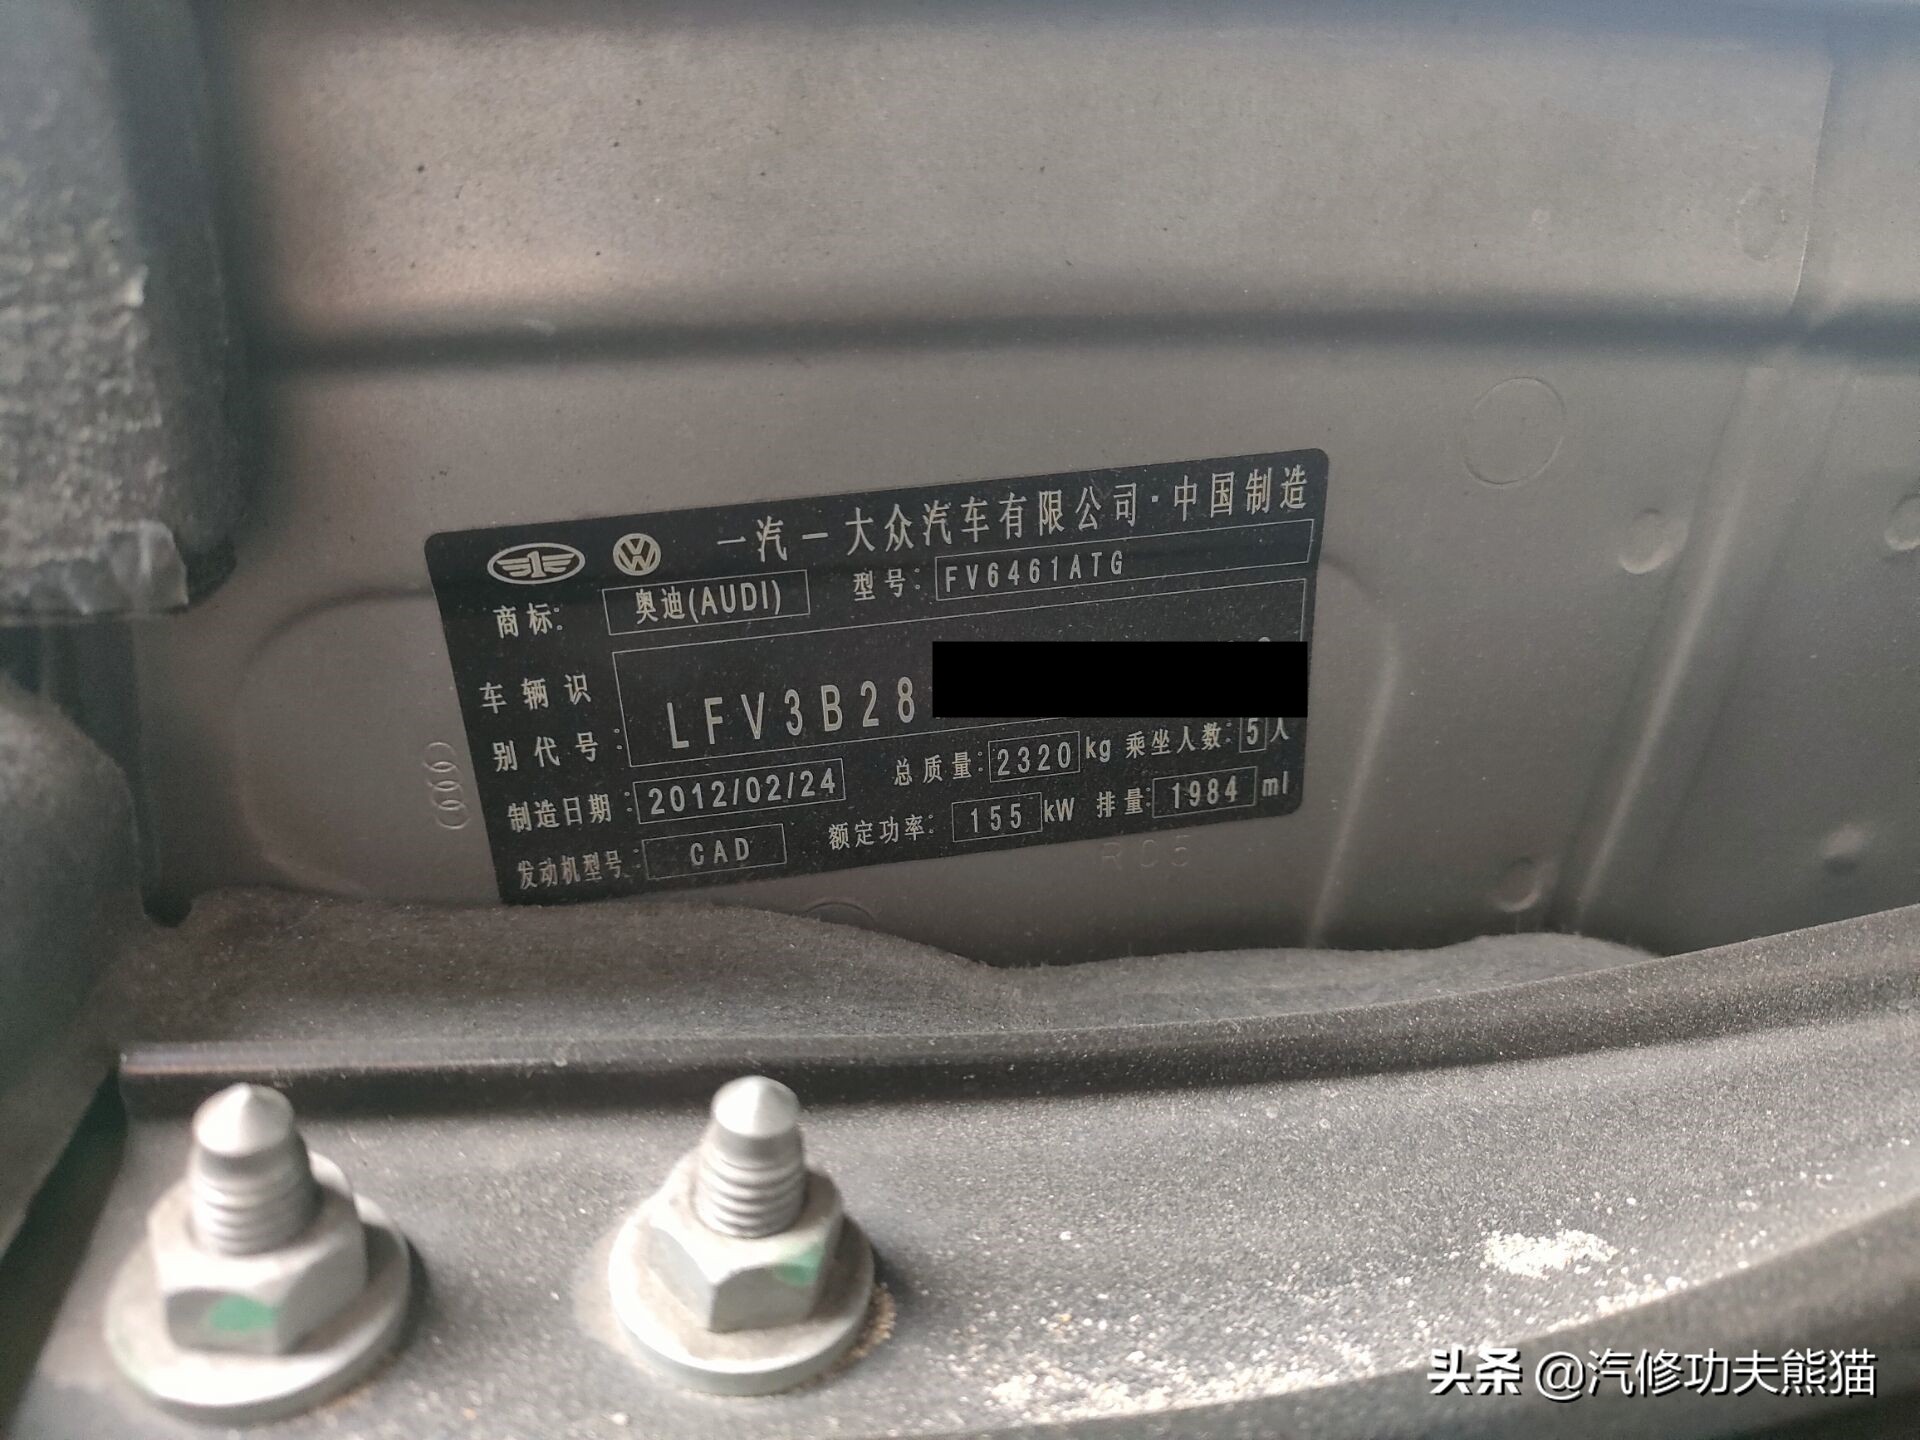 一汽－大众汽车有限公司·中国制造
商标: 奥迪(AUDI) 型号: FV6461ATG
车辆识
别代号: LFV3B28
制造日期: 2012/02/24 总质量: 2320 kg 乘坐人数: 5 人
发动机型号: CAD 额定功率: 155 kW 排量: 1984 ml
头条 @汽修功夫熊猫